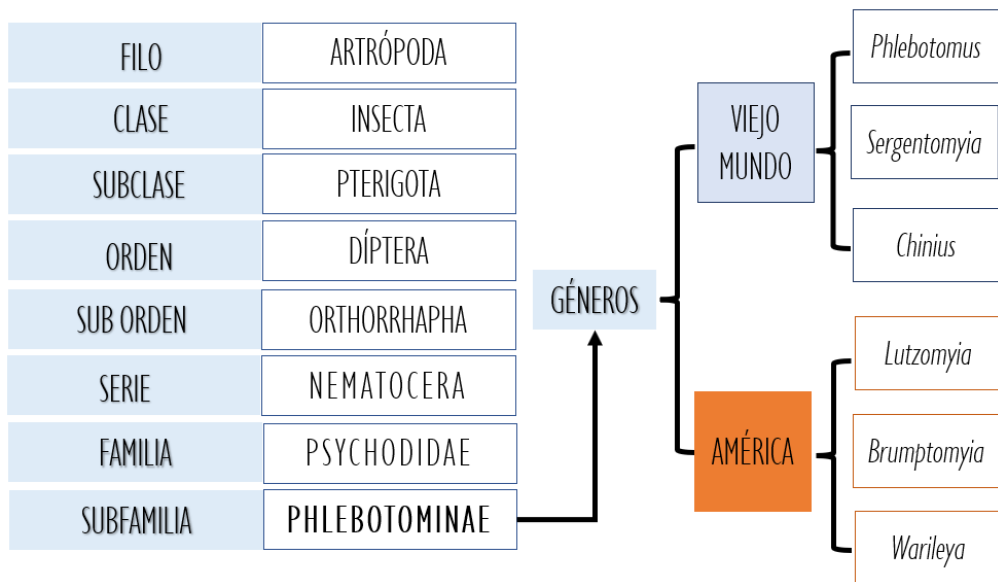 FILO ARTRÓPODA
CLASE INSECTA
SUBCLASE PTERIGOTA
ORDEN DÍPTERA
SUB ORDEN ORTHORRHAPHA
SERIE NEMATOCERA
FAMILIA PSYCHODIDAE
SUBFAMILIA PHLEBOTOMINAE
GÉNEROS
VIEJO
MUNDO
Phlebotomus
Sergentomyia
Chinius
AMÉRICA
Lutzomyia
Brumptomyia
Warileya